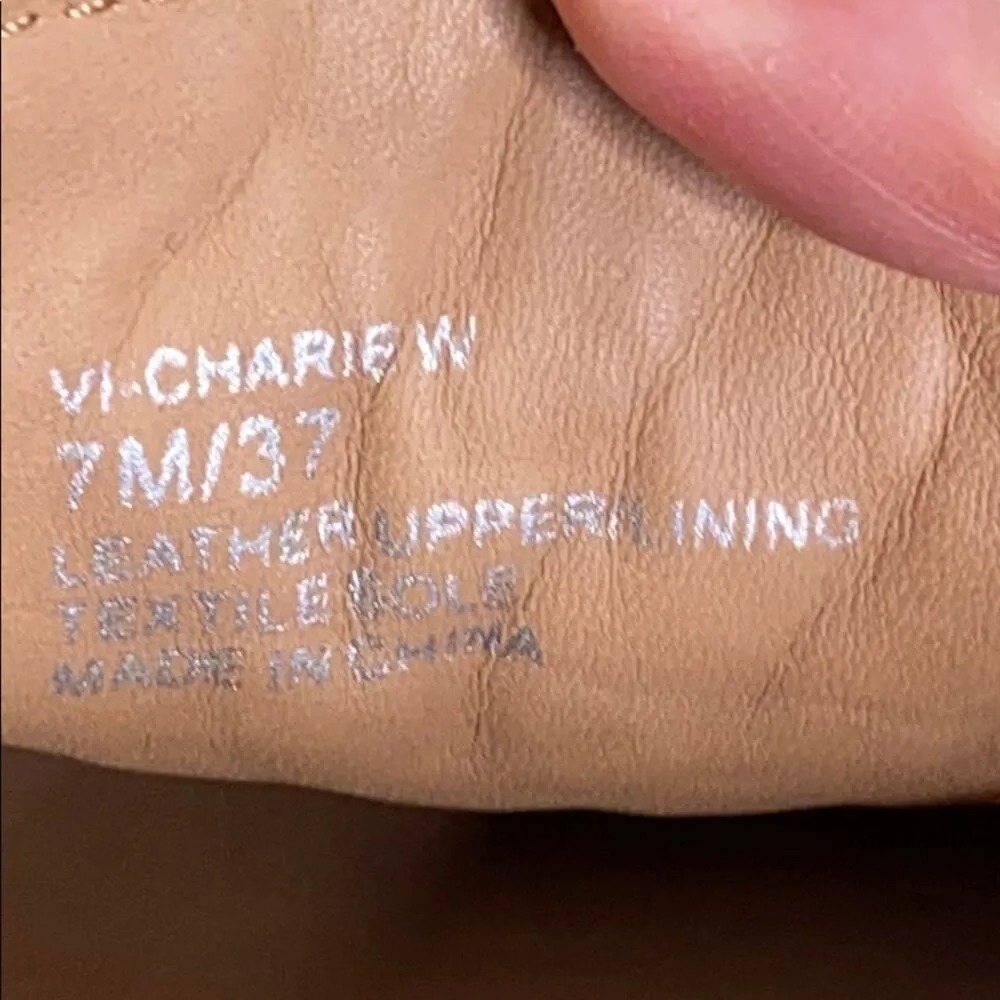 VI-CHARIE W
7M/37
LEATHER UPPER/LINING
TEXTILE SOLE
MADE IN CHINA